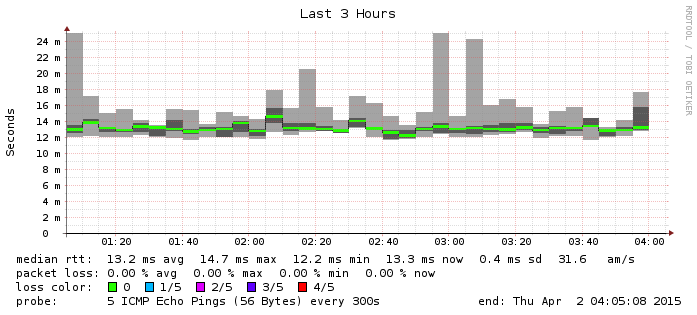 Last 3 Hours
RRDTOOL / TOBI OETIKER
Seconds
24 m
22 m
20 m
18 m
16 m
14 m
12 m
10 m
8 m
6 m
4 m
2 m
0
01:20 01:40 02:00 02:20 02:40 03:00 03:20 03:40 04:00
median rtt: 13.2 ms avg 14.7 ms max 12.2 ms min 13.3 ms now 0.4 ms sd 31.6 am/s
packet loss: 0.00 % avg 0.00 % max 0.00 % min 0.00 % now
loss color: 0 1/5 2/5 3/5 4/5
probe: 5 ICMP Echo Pings (56 Bytes) every 300s end: Thu Apr 2 04:05:08 2015